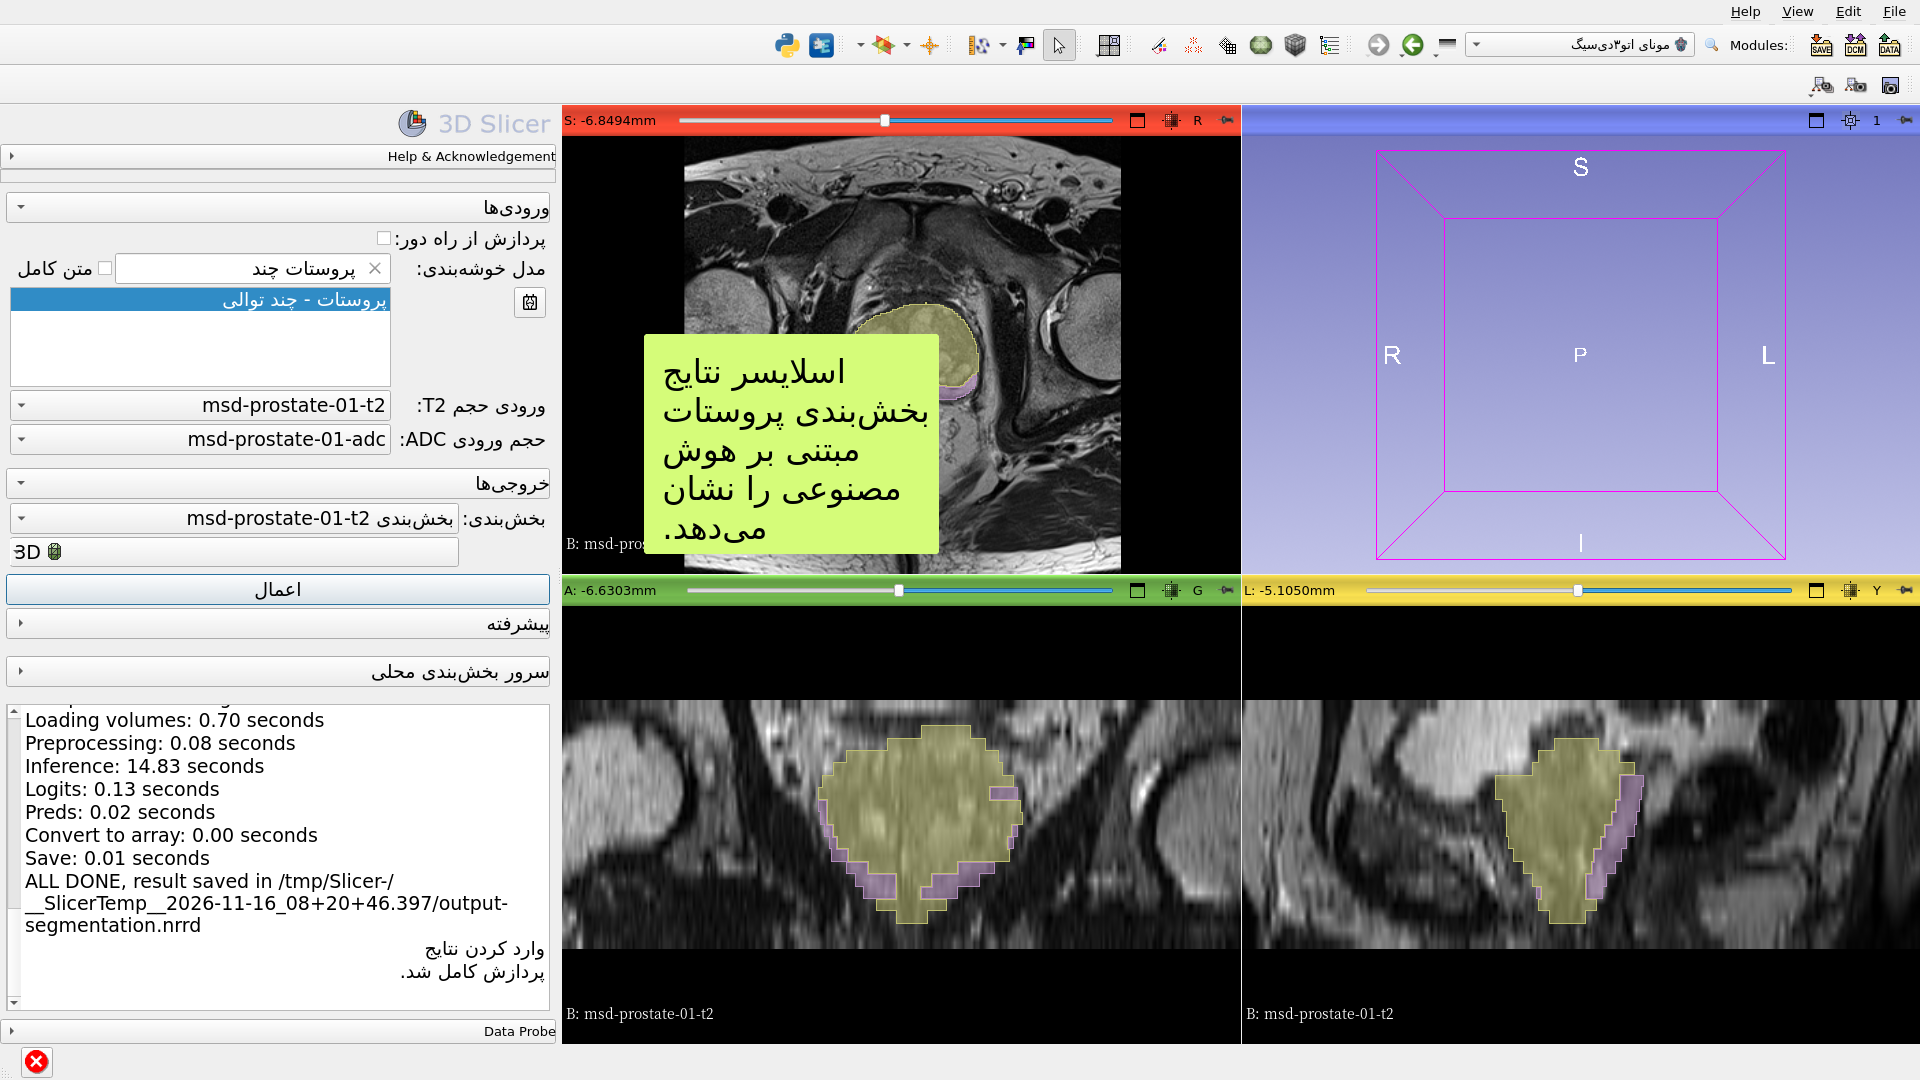 Help View Edit File
مونای اتو۳دی‌سیگ
Modules:
SAVE DCM DATA
3D Slicer
Help & Acknowledgement
ورودی‌ها
پردازش از راه دور:
مدل خوشه‌بندی:
پروستات چند
متن کامل
پروستات - چند توالی
ورودی حجم T2:
msd-prostate-01-t2
حجم ورودی ADC:
msd-prostate-01-adc
خروجی‌ها
بخش‌بندی:
بخش‌بندی msd-prostate-01-t2
3D
اعمال
پیشرفته
سرور بخش‌بندی محلی
Loading volumes: 0.70 seconds
Preprocessing: 0.08 seconds
Inference: 14.83 seconds
Logits: 0.13 seconds
Preds: 0.02 seconds
Convert to array: 0.00 seconds
Save: 0.01 seconds
ALL DONE, result saved in /tmp/Slicer-/
__SlicerTemp__2026-11-16_08+20+46.397/output-
segmentation.nrrd
وارد کردن نتایج
پردازش کامل شد.
Data Probe
S: -6.8494mm
R
اسلایسر نتایج
بخش‌بندی پروستات
مبتنی بر هوش
مصنوعی را نشان
می‌دهد.
B: msd-pros
1
S
R
P
L
I
A: -6.6303mm
G
B: msd-prostate-01-t2
L: -5.1050mm
Y
B: msd-prostate-01-t2